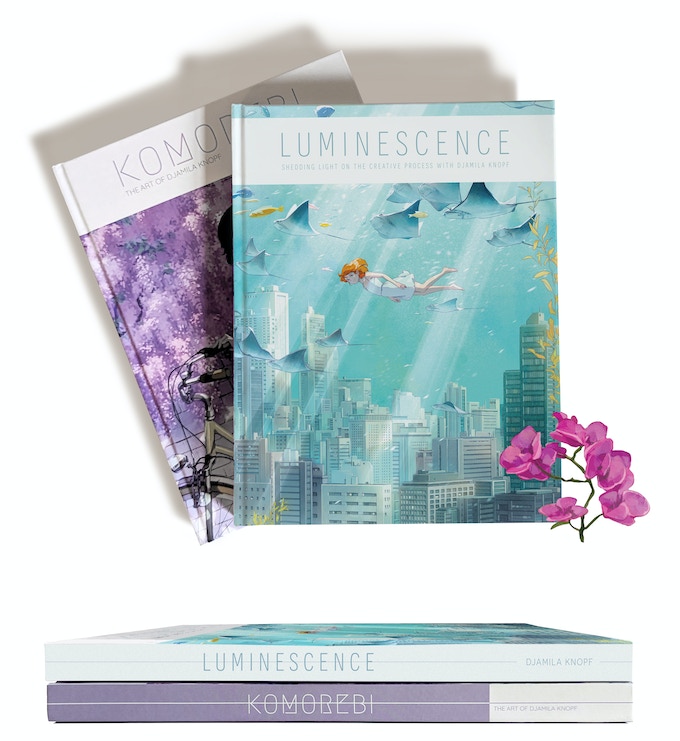 KOMOREBI
THE ART OF DJAMILA KNOPF
LUMINESCENCE
SHEDDING LIGHT ON THE CREATIVE PROCESS WITH DJAMILA KNOPF
LUMINESCENCE DJAMILA KNOPF
KOMOREBI THE ART OF DJAMILA KNOPF